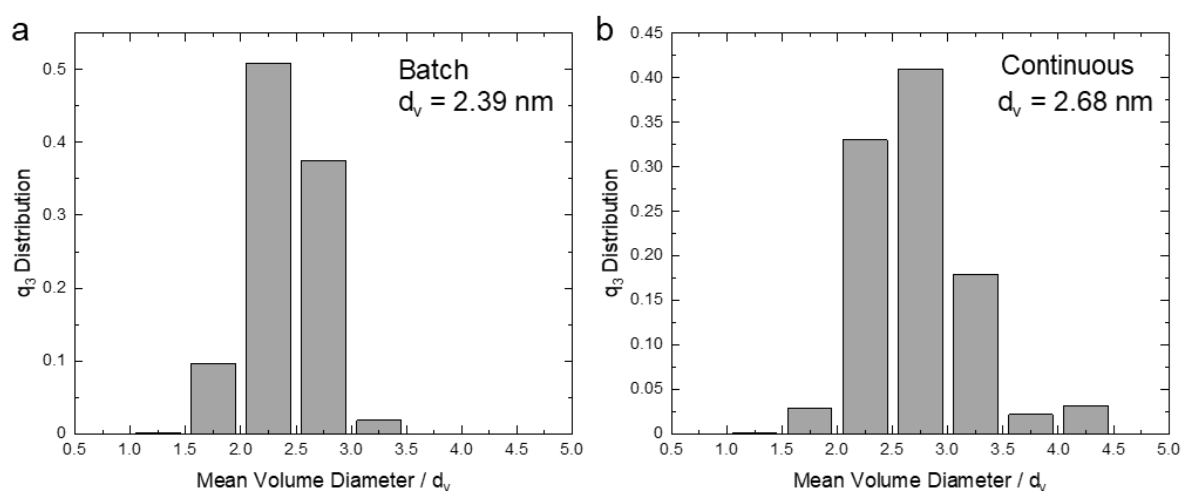 a
Batch
dᵥ = 2.39 nm
q₃ Distribution
0.5
0.4
0.3
0.2
0.1
0
0.5 1.0 1.5 2.0 2.5 3.0 3.5 4.0 4.5 5.0
Mean Volume Diameter / dᵥ
b
Continuous
dᵥ = 2.68 nm
q₃ Distribution
0.45
0.40
0.35
0.30
0.25
0.20
0.15
0.10
0.05
0
0.5 1.0 1.5 2.0 2.5 3.0 3.5 4.0 4.5 5.0
Mean Volume Diameter / dᵥ